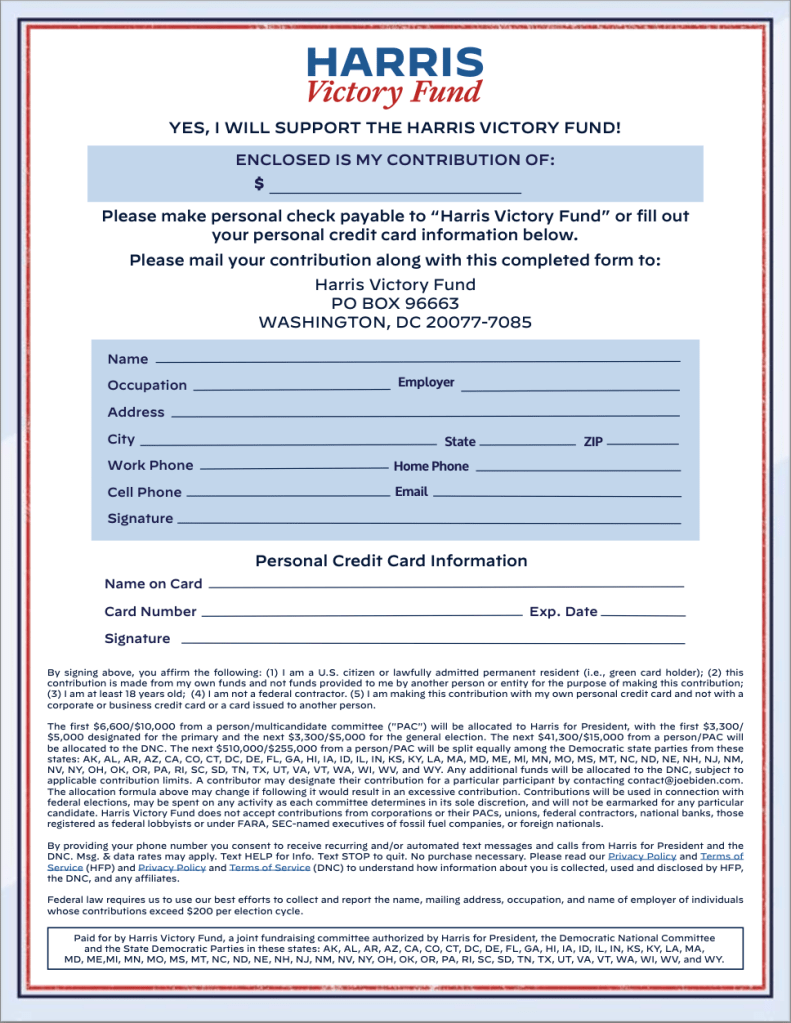 HARRIS
Victory Fund
YES, I WILL SUPPORT THE HARRIS VICTORY FUND!
ENCLOSED IS MY CONTRIBUTION OF:
$
Please make personal check payable to “Harris Victory Fund” or fill out
your personal credit card information below.
Please mail your contribution along with this completed form to:
Harris Victory Fund
PO BOX 96663
WASHINGTON, DC 20077-7085
Name
Occupation Employer
Address
City State ZIP
Work Phone Home Phone
Cell Phone Email
Signature
Personal Credit Card Information
Name on Card
Card Number Exp. Date
Signature
By signing above, you affirm the following: (1) I am a U.S. citizen or lawfully admitted permanent resident (i.e., green card holder); (2) this
contribution is made from my own funds and not funds provided to me by another person or entity for the purpose of making this contribution;
(3) I am at least 18 years old; (4) I am not a federal contractor. (5) I am making this contribution with my own personal credit card and not with a
corporate or business credit card or a card issued to another person.
The first $6,600/$10,000 from a person/multicandidate committee ("PAC") will be allocated to Harris for President, with the first $3,300/
$5,000 designated for the primary and the next $3,300/$5,000 for the general election. The next $41,300/$15,000 from a person/PAC will
be allocated to the DNC. The next $510,000/$255,000 from a person/PAC will be split equally among the Democratic state parties from these
states: AK, AL, AR, AZ, CA, CO, CT, DC, DE, FL, GA, HI, IA, ID, IL, IN, KS, KY, LA, MA, MD, ME, MI, MN, MO, MS, MT, NC, ND, NE, NH, NJ, NM,
NV, NY, OH, OK, OR, PA, RI, SC, SD, TN, TX, UT, VA, VT, WA, WI, WV, and WY. Any additional funds will be allocated to the DNC, subject to
applicable contribution limits. A contributor may designate their contribution for a particular participant by contacting contact@joebiden.com.
The allocation formula above may change if following it would result in an excessive contribution. Contributions will be used in connection with
federal elections, may be spent on any activity as each committee determines in its sole discretion, and will not be earmarked for any particular
candidate. Harris Victory Fund does not accept contributions from corporations or their PACs, unions, federal contractors, national banks, those
registered as federal lobbyists or under FARA, SEC-named executives of fossil fuel companies, or foreign nationals.
By providing your phone number you consent to receive recurring and/or automated text messages and calls from Harris for President and the
DNC. Msg. & data rates may apply. Text HELP for Info. Text STOP to quit. No purchase necessary. Please read our Privacy Policy and Terms of
Service (HFP) and Privacy Policy and Terms of Service (DNC) to understand how information about you is collected, used and disclosed by HFP,
the DNC, and any affiliates.
Federal law requires us to use our best efforts to collect and report the name, mailing address, occupation, and name of employer of individuals
whose contributions exceed $200 per election cycle.
Paid for by Harris Victory Fund, a joint fundraising committee authorized by Harris for President, the Democratic National Committee
and the State Democratic Parties in these states: AK, AL, AR, AZ, CA, CO, CT, DC, DE, FL, GA, HI, IA, ID, IL, IN, KS, KY, LA, MA,
MD, ME,MI, MN, MO, MS, MT, NC, ND, NE, NH, NJ, NM, NV, NY, OH, OK, OR, PA, RI, SC, SD, TN, TX, UT, VA, VT, WA, WI, WV, and WY.